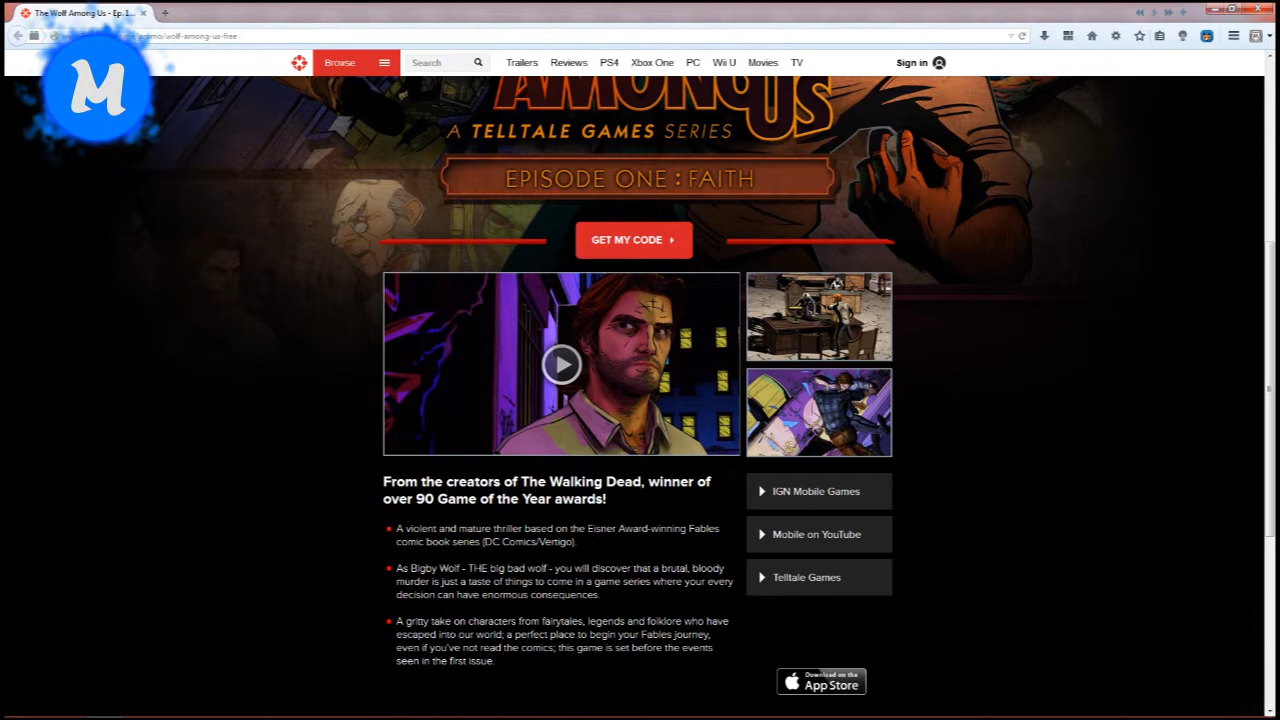 The Wolf Among Us - Ep. 1...
promo/wolf-among-us-free
M
Browse
Search
Trailers Reviews PS4 Xbox One PC Wii U Movies TV
Sign in
AMONG US
A TELLTALE GAMES SERIES
EPISODE ONE : FAITH
GET MY CODE
From the creators of The Walking Dead, winner of
over 90 Game of the Year awards!
A violent and mature thriller based on the Eisner Award-winning Fables
comic book series (DC Comics/Vertigo).
As Bigby Wolf - THE big bad wolf - you will discover that a brutal, bloody
murder is just a taste of things to come in a game series where your every
decision can have enormous consequences.
A gritty take on characters from fairytales, legends and folklore who have
escaped into our world; a perfect place to begin your Fables journey,
even if you've not read the comics; this game is set before the events
seen in the first issue.
IGN Mobile Games
Mobile on YouTube
Telltale Games
Download on the
App Store